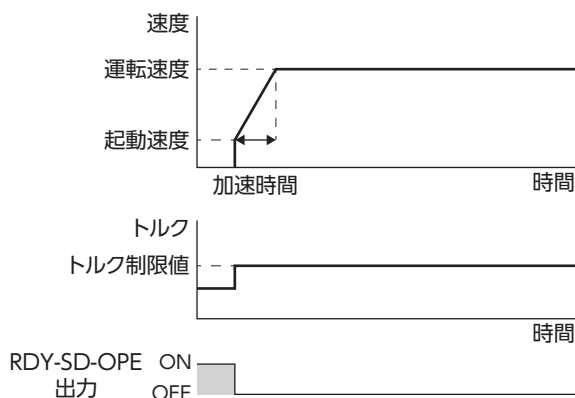 速度
運転速度
起動速度
加速時間
時間
トルク
トルク制限値
時間
RDY-SD-OPE
出力
ON
OFF